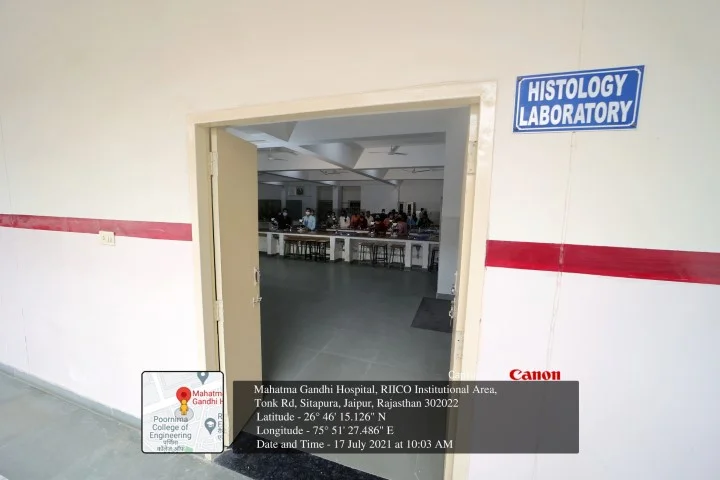 HISTOLOGY
LABORATORY
Canon
Mahatma Gandhi Hospital, RIICO Institutional Area,
Tonk Rd, Sitapura, Jaipur, Rajasthan 302022
Latitude - 26° 46' 15.126" N
Longitude - 75° 51' 27.486" E
Date and Time - 17 July 2021 at 10:03 AM
Mahatm
Gandhi H
Poornima
College of
Engineering